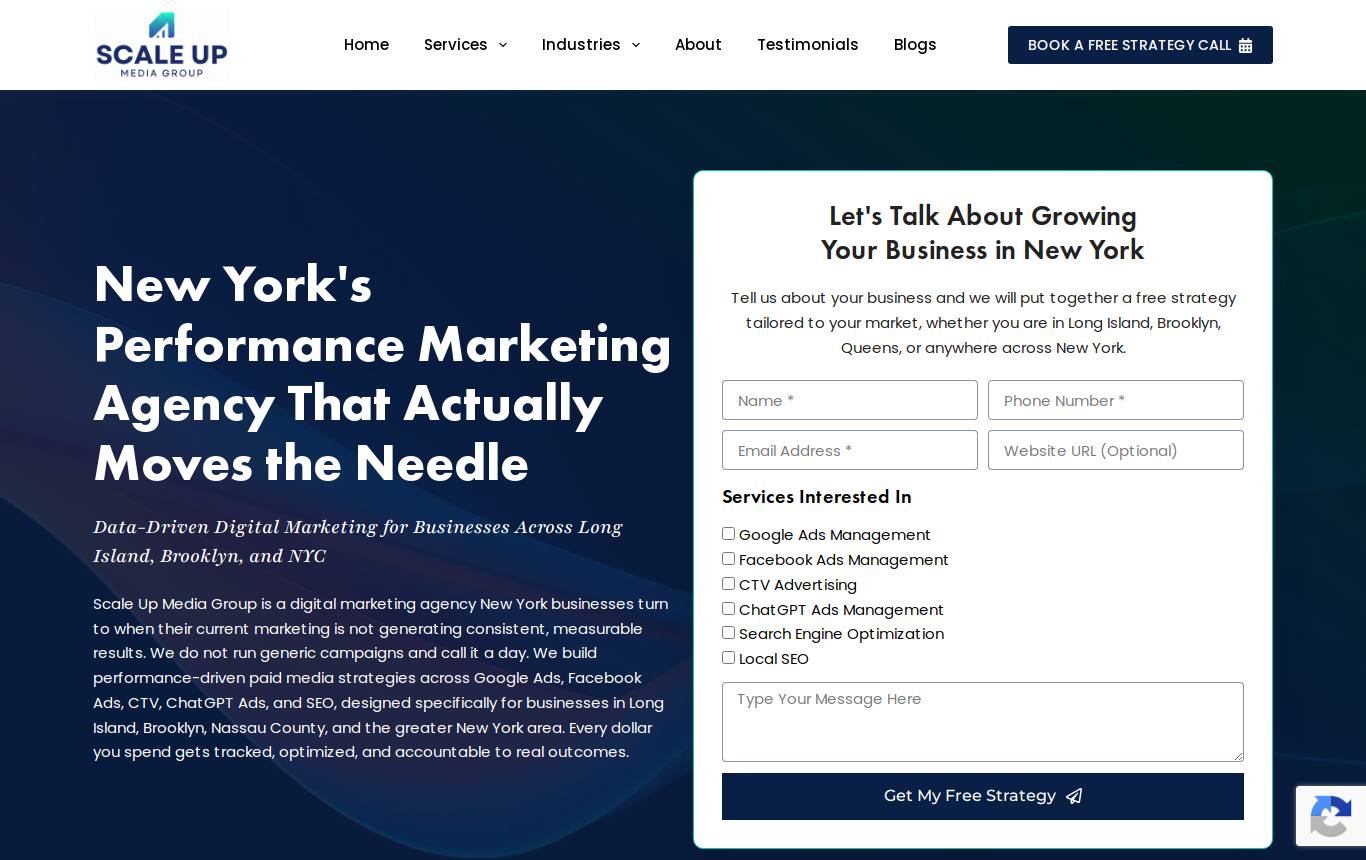 SCALE UP
MEDIA GROUP
Home
Services
Industries
About
Testimonials
Blogs
BOOK A FREE STRATEGY CALL
New York's
Performance Marketing
Agency That Actually
Moves the Needle
Data-Driven Digital Marketing for Businesses Across Long
Island, Brooklyn, and NYC
Scale Up Media Group is a digital marketing agency New York businesses turn
to when their current marketing is not generating consistent, measurable
results. We do not run generic campaigns and call it a day. We build
performance-driven paid media strategies across Google Ads, Facebook
Ads, CTV, ChatGPT Ads, and SEO, designed specifically for businesses in Long
Island, Brooklyn, Nassau County, and the greater New York area. Every dollar
you spend gets tracked, optimized, and accountable to real outcomes.
Let's Talk About Growing
Your Business in New York
Tell us about your business and we will put together a free strategy
tailored to your market, whether you are in Long Island, Brooklyn,
Queens, or anywhere across New York.
Name *
Phone Number *
Email Address *
Website URL (Optional)
Services Interested In
Google Ads Management
Facebook Ads Management
CTV Advertising
ChatGPT Ads Management
Search Engine Optimization
Local SEO
Type Your Message Here
Get My Free Strategy